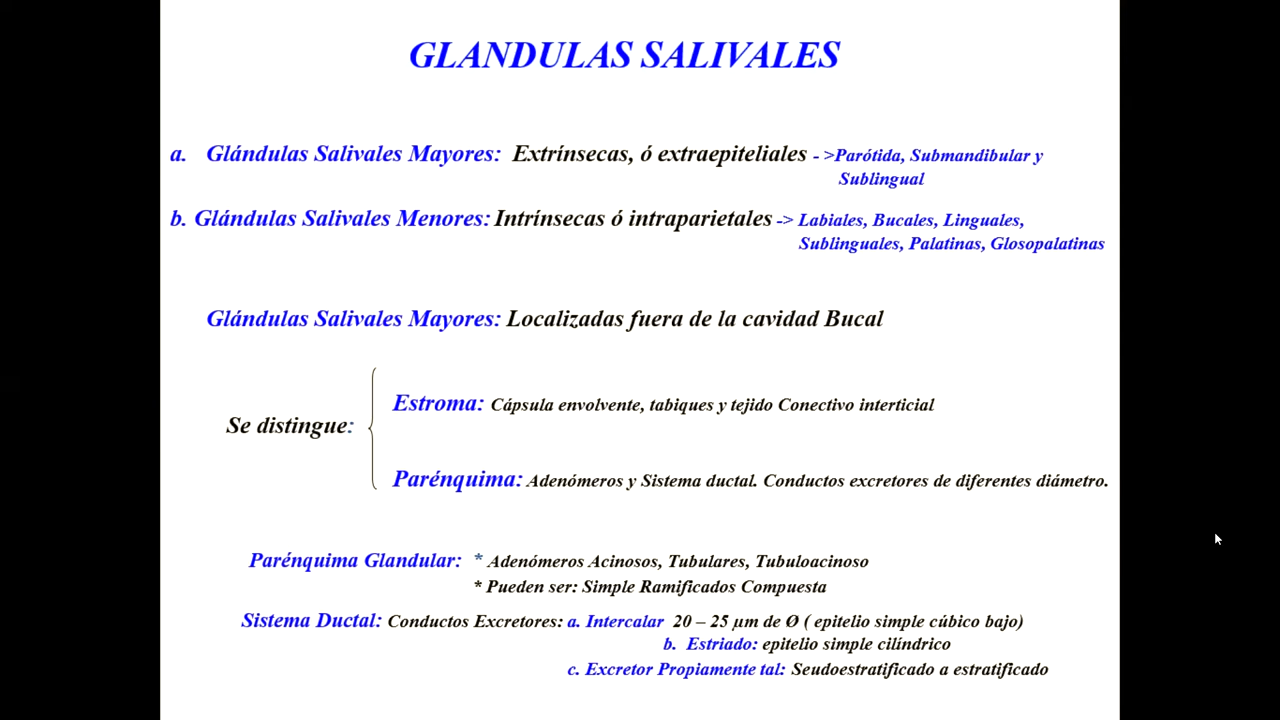 GLANDULAS SALIVALES
a. Glándulas Salivales Mayores: Extrínsecas, ó extraepiteliales - >Parótida, Submandibular y
Sublingual
b. Glándulas Salivales Menores: Intrínsecas ó intraparietales -> Labiales, Bucales, Linguales,
Sublinguales, Palatinas, Glosopalatinas
Glándulas Salivales Mayores: Localizadas fuera de la cavidad Bucal
Estroma: Cápsula envolvente, tabiques y tejido Conectivo interticial
Se distingue:
Parénquima: Adenómeros y Sistema ductal. Conductos excretores de diferentes diámetro.
Parénquima Glandular: * Adenómeros Acinosos, Tubulares, Tubuloacinoso
* Pueden ser: Simple Ramificados Compuesta
Sistema Ductal: Conductos Excretores: a. Intercalar 20 – 25 µm de Ø ( epitelio simple cúbico bajo)
b. Estriado: epitelio simple cilíndrico
c. Excretor Propiamente tal: Seudoestratificado a estratificado